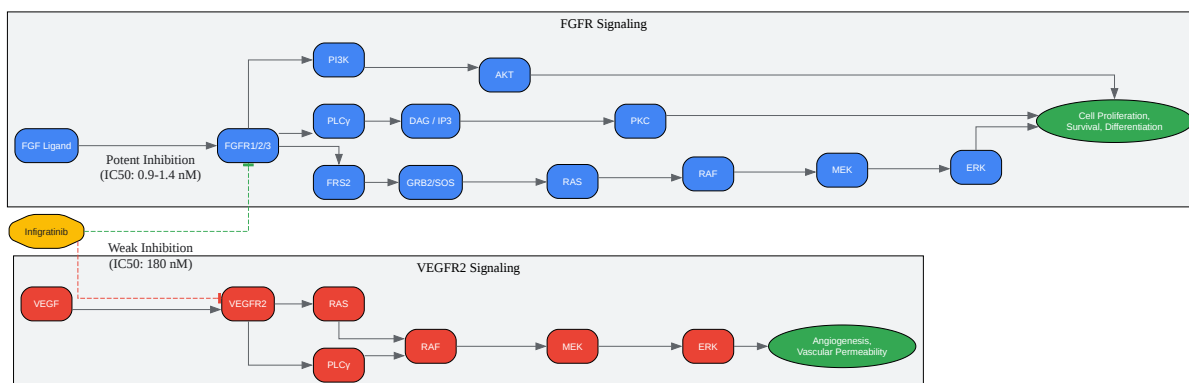 FGFR Signaling
PI3K
AKT
PLCγ
DAG / IP3
PKC
Cell Proliferation,
Survival, Differentiation
FGF Ligand
FGFR1/2/3
Potent Inhibition
(IC50: 0.9-1.4 nM)
FRS2
GRB2/SOS
RAS
RAF
MEK
ERK
Infigratinib
Weak Inhibition
(IC50: 180 nM)
VEGFR2 Signaling
VEGF
VEGFR2
RAS
PLCγ
RAF
MEK
ERK
Angiogenesis,
Vascular Permeability